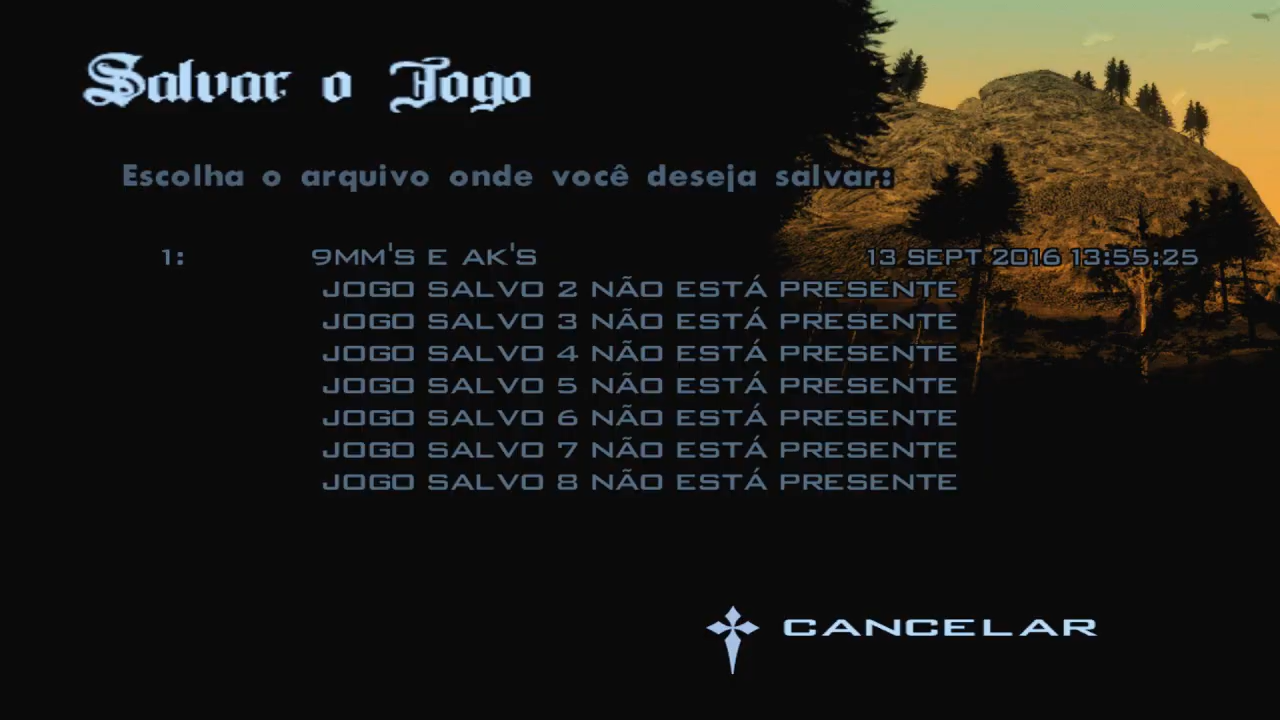 Salvar o Jogo
Escolha o arquivo onde você deseja salvar:
1: 9MM'S E AK'S 13 SEPT 2016 13:55:25
JOGO SALVO 2 NÃO ESTÁ PRESENTE
JOGO SALVO 3 NÃO ESTÁ PRESENTE
JOGO SALVO 4 NÃO ESTÁ PRESENTE
JOGO SALVO 5 NÃO ESTÁ PRESENTE
JOGO SALVO 6 NÃO ESTÁ PRESENTE
JOGO SALVO 7 NÃO ESTÁ PRESENTE
JOGO SALVO 8 NÃO ESTÁ PRESENTE
CANCELAR